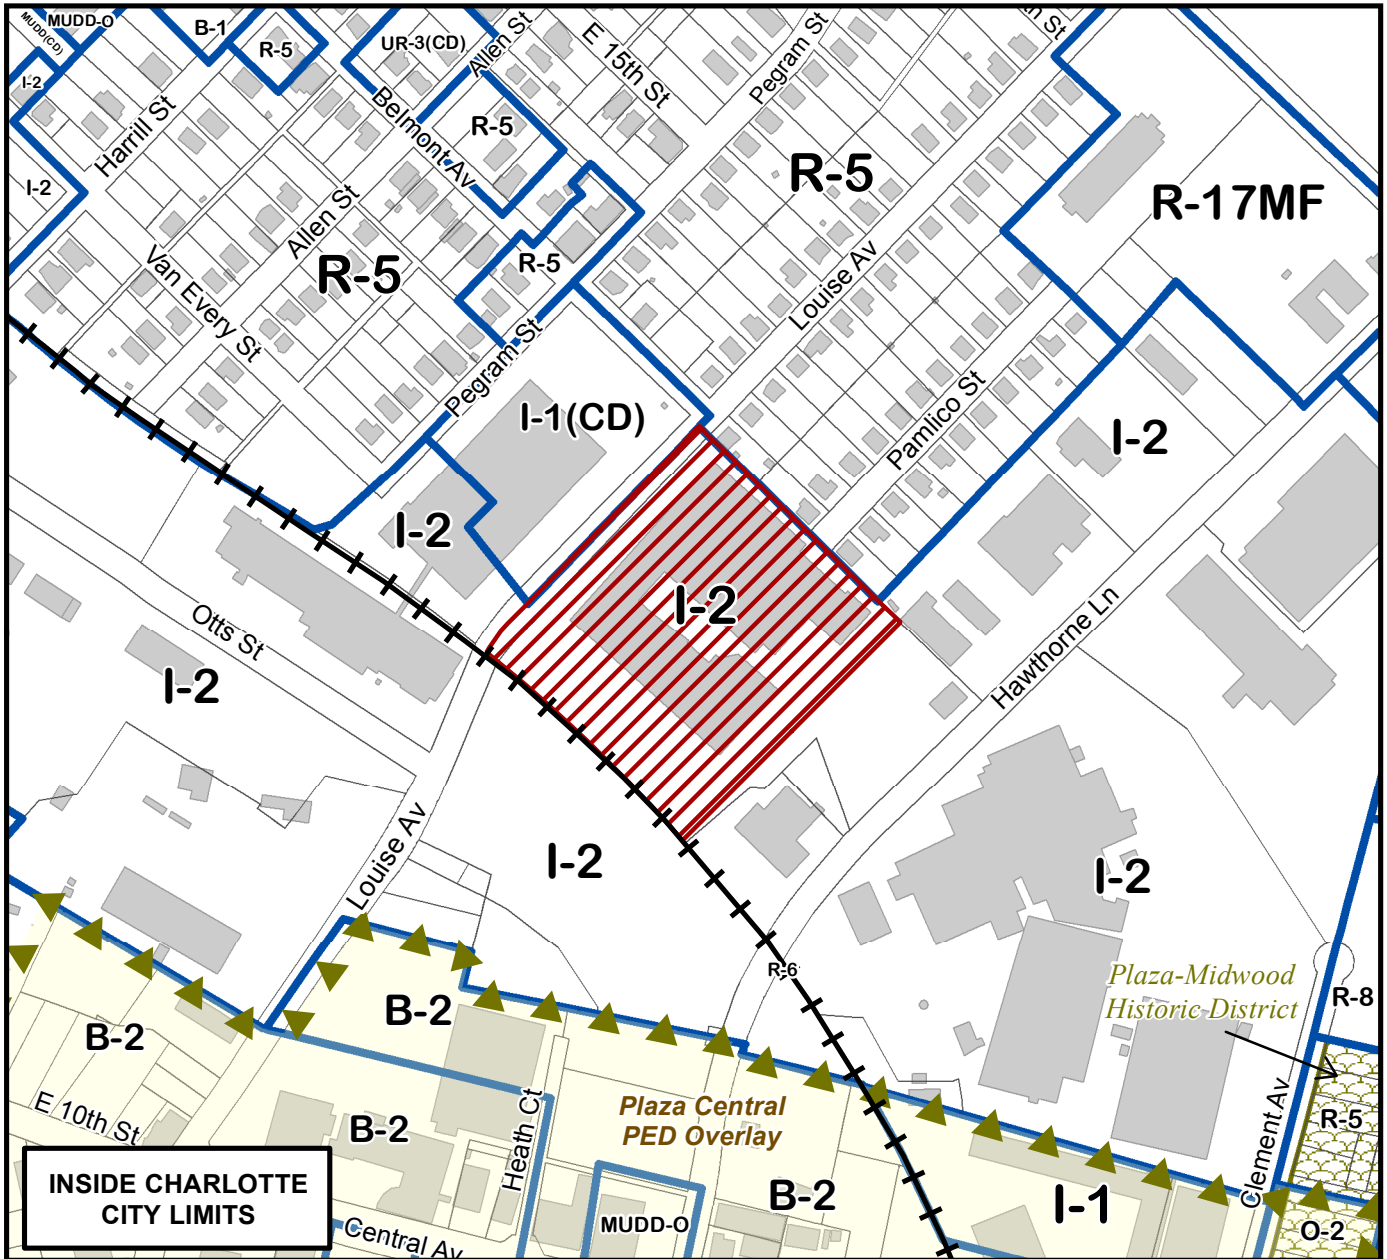 MUDD-O
MUDD(CD)
B-1
R-5
UR-3(CD)
Allen St
E 15th St
Pegram St
I-2
Harrill St
Belmont Av
R-5
R-5
R-17MF
I-2
Allen St
Van Every St
R-5
R-5
Louise Av
Pegram St
I-1(CD)
Pamlico St
I-2
I-2
I-2
Otts St
I-2
Hawthorne Ln
Louise Av
I-2
I-2
R-6
Plaza-Midwood
Historic District
R-8
B-2
B-2
E 10th St
B-2
Heath Ct
Plaza Central
PED Overlay
R-5
Clement Av
B-2
I-1
MUDD-O
O-2
Central Av
INSIDE CHARLOTTE
CITY LIMITS